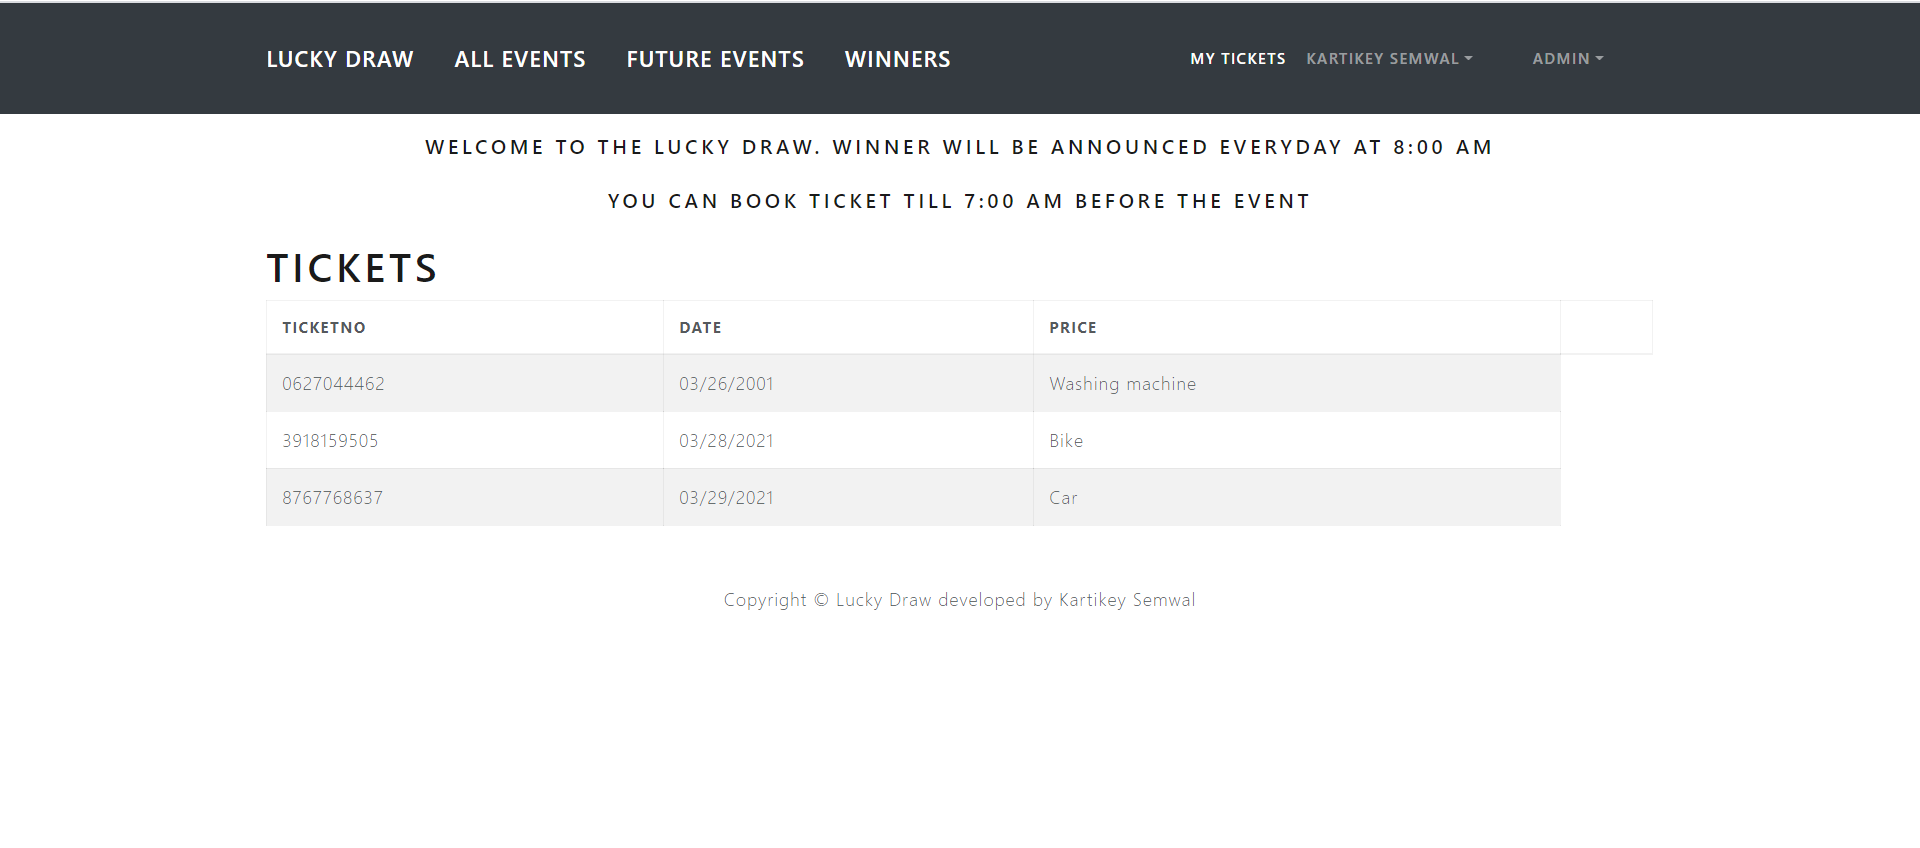 LUCKY DRAW ALL EVENTS FUTURE EVENTS WINNERS MY TICKETS KARTIKEY SEMWAL ADMIN
WELCOME TO THE LUCKY DRAW. WINNER WILL BE ANNOUNCED EVERYDAY AT 8:00 AM
YOU CAN BOOK TICKET TILL 7:00 AM BEFORE THE EVENT
TICKETS
TICKETNO DATE PRICE
0627044462 03/26/2001 Washing machine
3918159505 03/28/2021 Bike
8767768637 03/29/2021 Car
Copyright © Lucky Draw developed by Kartikey Semwal